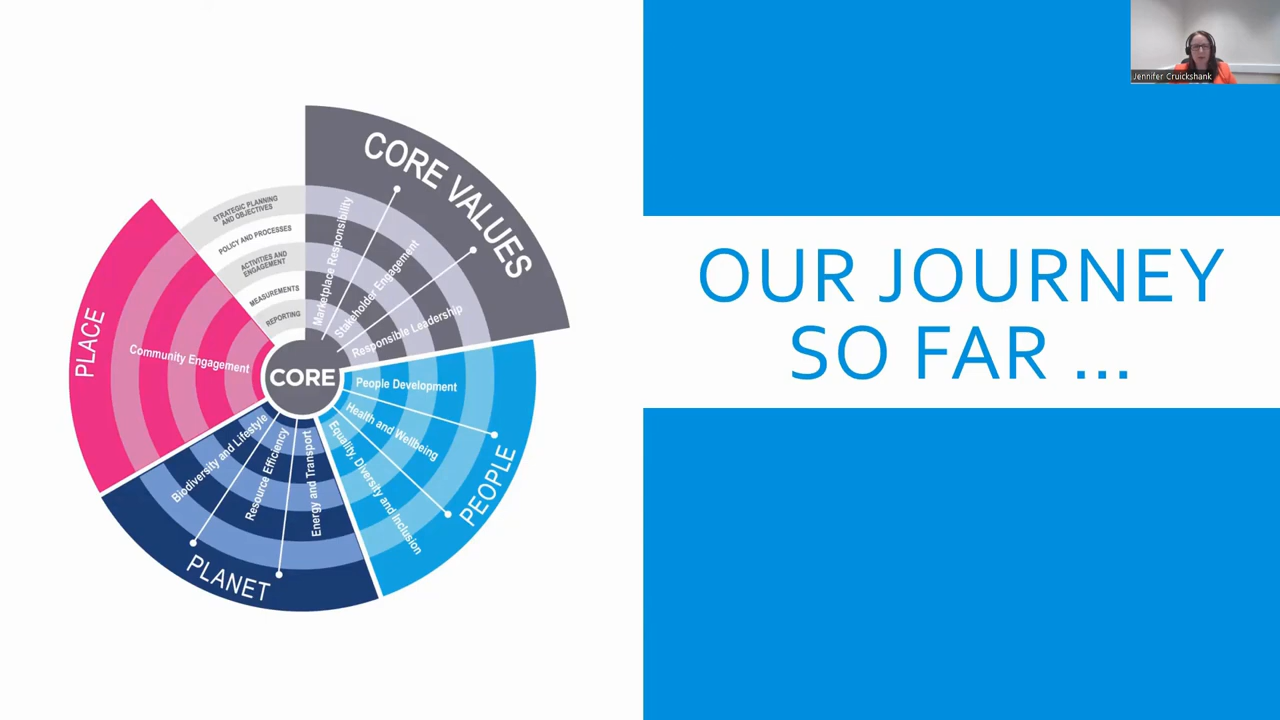 CORE VALUES
Marketplace Responsibility
Stakeholder Engagement
Responsible Leadership
STRATEGIC PLANNING
AND OBJECTIVES
POLICY AND PROCESSES
ACTIVITIES AND
ENGAGEMENT
MEASUREMENTS
REPORTING
PLACE
Community Engagement
CORE
People Development
Health and Wellbeing
Equality, Diversity and Inclusion
PEOPLE
Biodiversity and Lifestyle
Resource Efficiency
Energy and Transport
PLANET
OUR JOURNEY
SO FAR ...
Jennifer Cruickshank